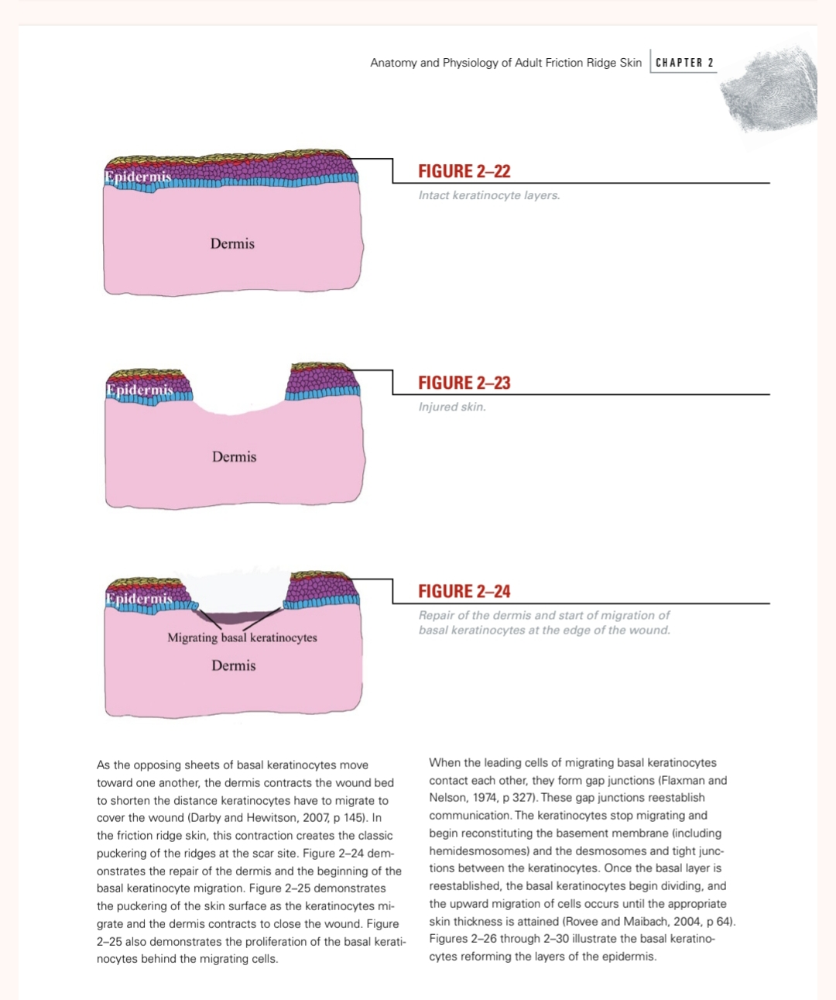 Anatomy and Physiology of Adult Friction Ridge Skin CHAPTER 2
Epidermis
Dermis
FIGURE 2–22
Intact keratinocyte layers.
Epidermis
Dermis
FIGURE 2–23
Injured skin.
Epidermis
Migrating basal keratinocytes
Dermis
FIGURE 2–24
Repair of the dermis and start of migration of
basal keratinocytes at the edge of the wound.
As the opposing sheets of basal keratinocytes move
toward one another, the dermis contracts the wound bed
to shorten the distance keratinocytes have to migrate to
cover the wound (Darby and Hewitson, 2007, p 145). In
the friction ridge skin, this contraction creates the classic
puckering of the ridges at the scar site. Figure 2–24 dem-
onstrates the repair of the dermis and the beginning of the
basal keratinocyte migration. Figure 2–25 demonstrates
the puckering of the skin surface as the keratinocytes mi-
grate and the dermis contracts to close the wound. Figure
2–25 also demonstrates the proliferation of the basal kerati-
nocytes behind the migrating cells.
When the leading cells of migrating basal keratinocytes
contact each other, they form gap junctions (Flaxman and
Nelson, 1974, p 327). These gap junctions reestablish
communication. The keratinocytes stop migrating and
begin reconstituting the basement membrane (including
hemidesmosomes) and the desmosomes and tight junc-
tions between the keratinocytes. Once the basal layer is
reestablished, the basal keratinocytes begin dividing, and
the upward migration of cells occurs until the appropriate
skin thickness is attained (Rovee and Maibach, 2004, p 64).
Figures 2–26 through 2–30 illustrate the basal keratino-
cytes reforming the layers of the epidermis.